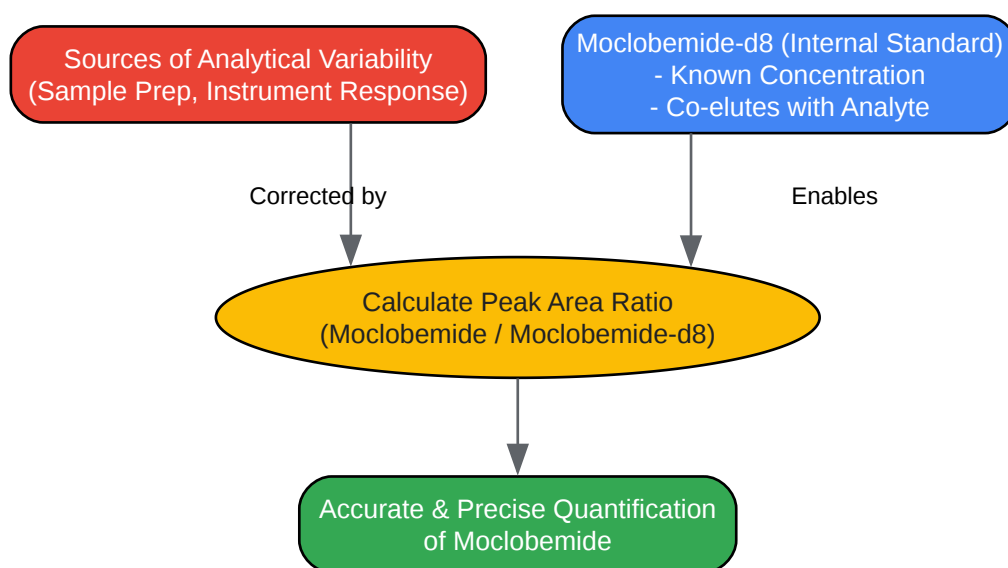 Sources of Analytical Variability
(Sample Prep, Instrument Response)
Moclobemide-d8 (Internal Standard)
- Known Concentration
- Co-elutes with Analyte
Corrected by
Enables
Calculate Peak Area Ratio
(Moclobemide / Moclobemide-d8)
Accurate & Precise Quantification
of Moclobemide